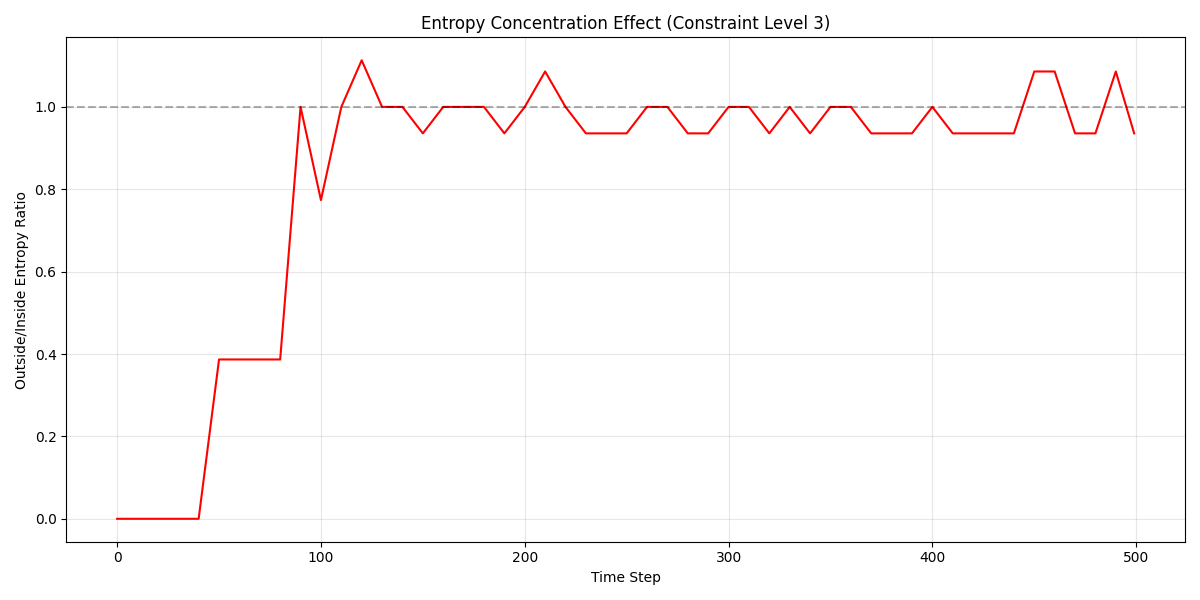 Entropy Concentration Effect (Constraint Level 3)
Outside/Inside Entropy Ratio
1.0
0.8
0.6
0.4
0.2
0.0
0 100 200 300 400 500
Time Step